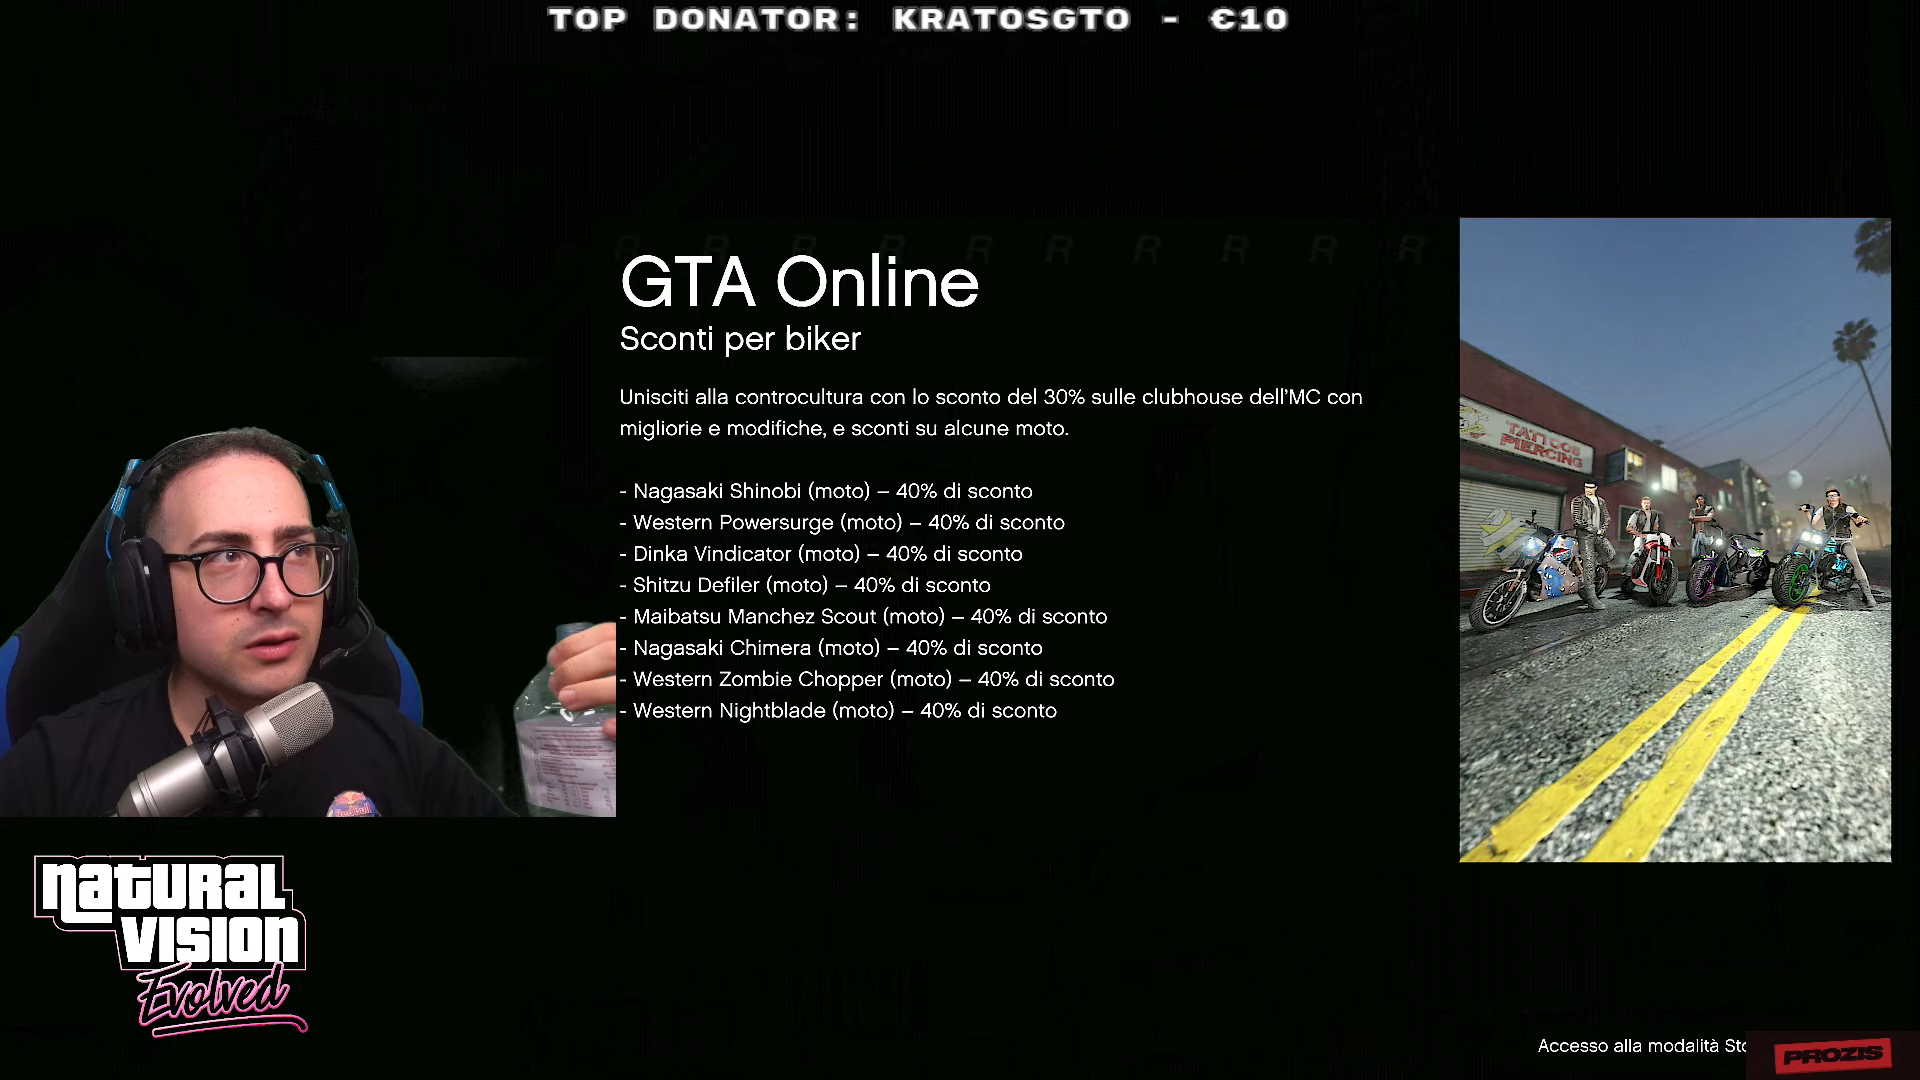 TOP DONATOR: KRATOSGTO - €10
GTA Online
Sconti per biker
Unisciti alla controcultura con lo sconto del 30% sulle clubhouse dell'MC con
migliorie e modifiche, e sconti su alcune moto.
- Nagasaki Shinobi (moto) – 40% di sconto
- Western Powersurge (moto) – 40% di sconto
- Dinka Vindicator (moto) – 40% di sconto
- Shitzu Defiler (moto) – 40% di sconto
- Maibatsu Manchez Scout (moto) – 40% di sconto
- Nagasaki Chimera (moto) – 40% di sconto
- Western Zombie Chopper (moto) – 40% di sconto
- Western Nightblade (moto) – 40% di sconto
TATTOOS
PIERCING
Red Bull
NATURAL
VISION
Evolved
Accesso alla modalità
PROZIS